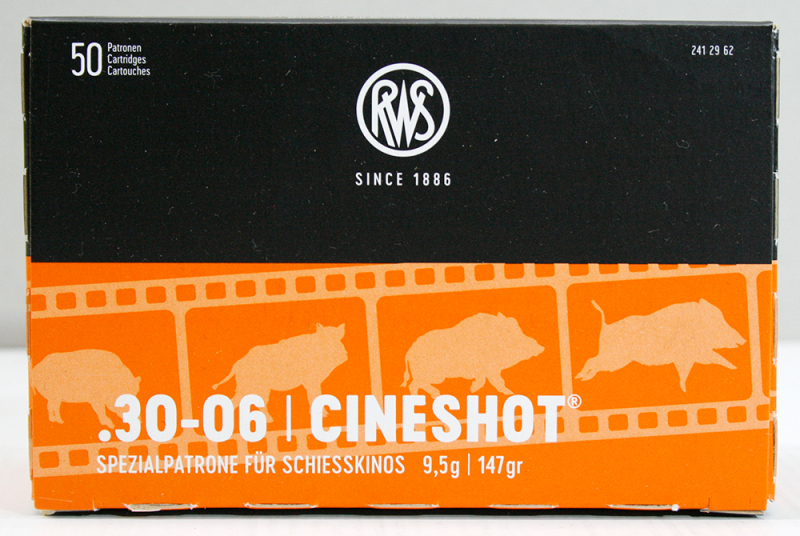 50 Patronen
Cartridges
Cartouches
241 29 62
RWS
SINCE 1886
.30-06 | CINESHOT®
SPEZIALPATRONE FÜR SCHIESSKINOS 9,5g | 147gr